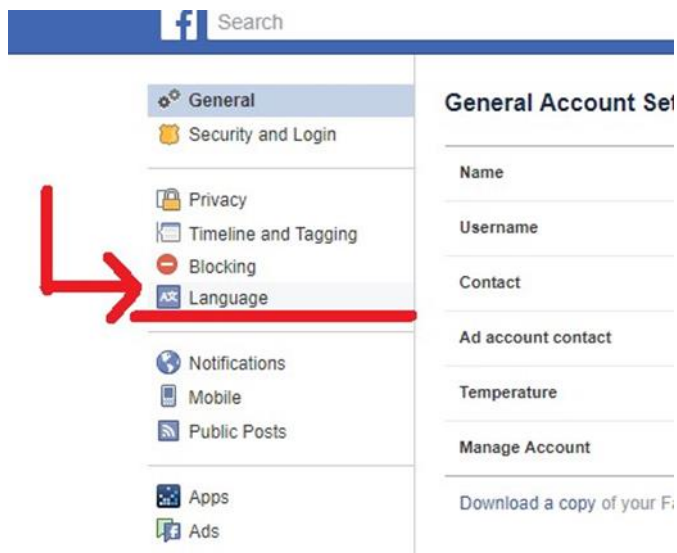 Search
General
Security and Login
Privacy
Timeline and Tagging
Blocking
Language
Notifications
Mobile
Public Posts
Apps
Ads
General Account Set
Name
Username
Contact
Ad account contact
Temperature
Manage Account
Download a copy of your Fa